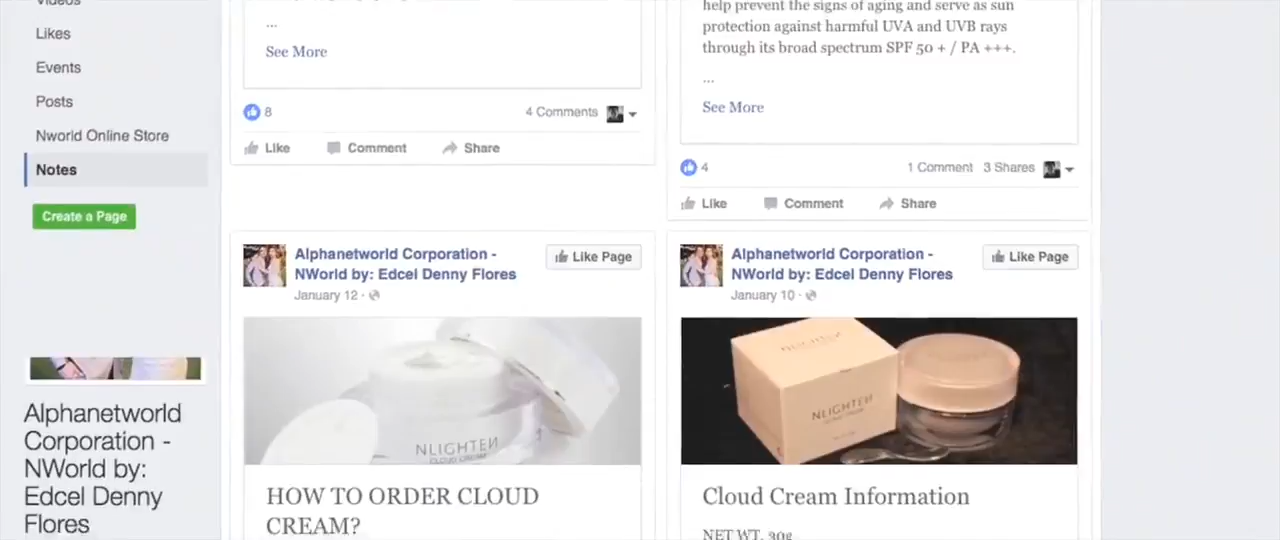 Videos
Likes
Events
Posts
Nworld Online Store
Notes
Create a Page
Alphanetworld
Corporation -
NWorld by:
Edcel Denny
Flores
...
See More
8
4 Comments
Like
Comment
Share
help prevent the signs of aging and serve as sun
protection against harmful UVA and UVB rays
through its broad spectrum SPF 50 + / PA +++.
...
See More
4
1 Comment 3 Shares
Like
Comment
Share
Alphanetworld Corporation -
NWorld by: Edcel Denny Flores
January 12 ·
Like Page
NLIGHTEN
CLOUD CREAM
HOW TO ORDER CLOUD
CREAM?
Alphanetworld Corporation -
NWorld by: Edcel Denny Flores
January 10 ·
Like Page
NLIGHTEN
Cloud Cream Information
NET WT. 30g